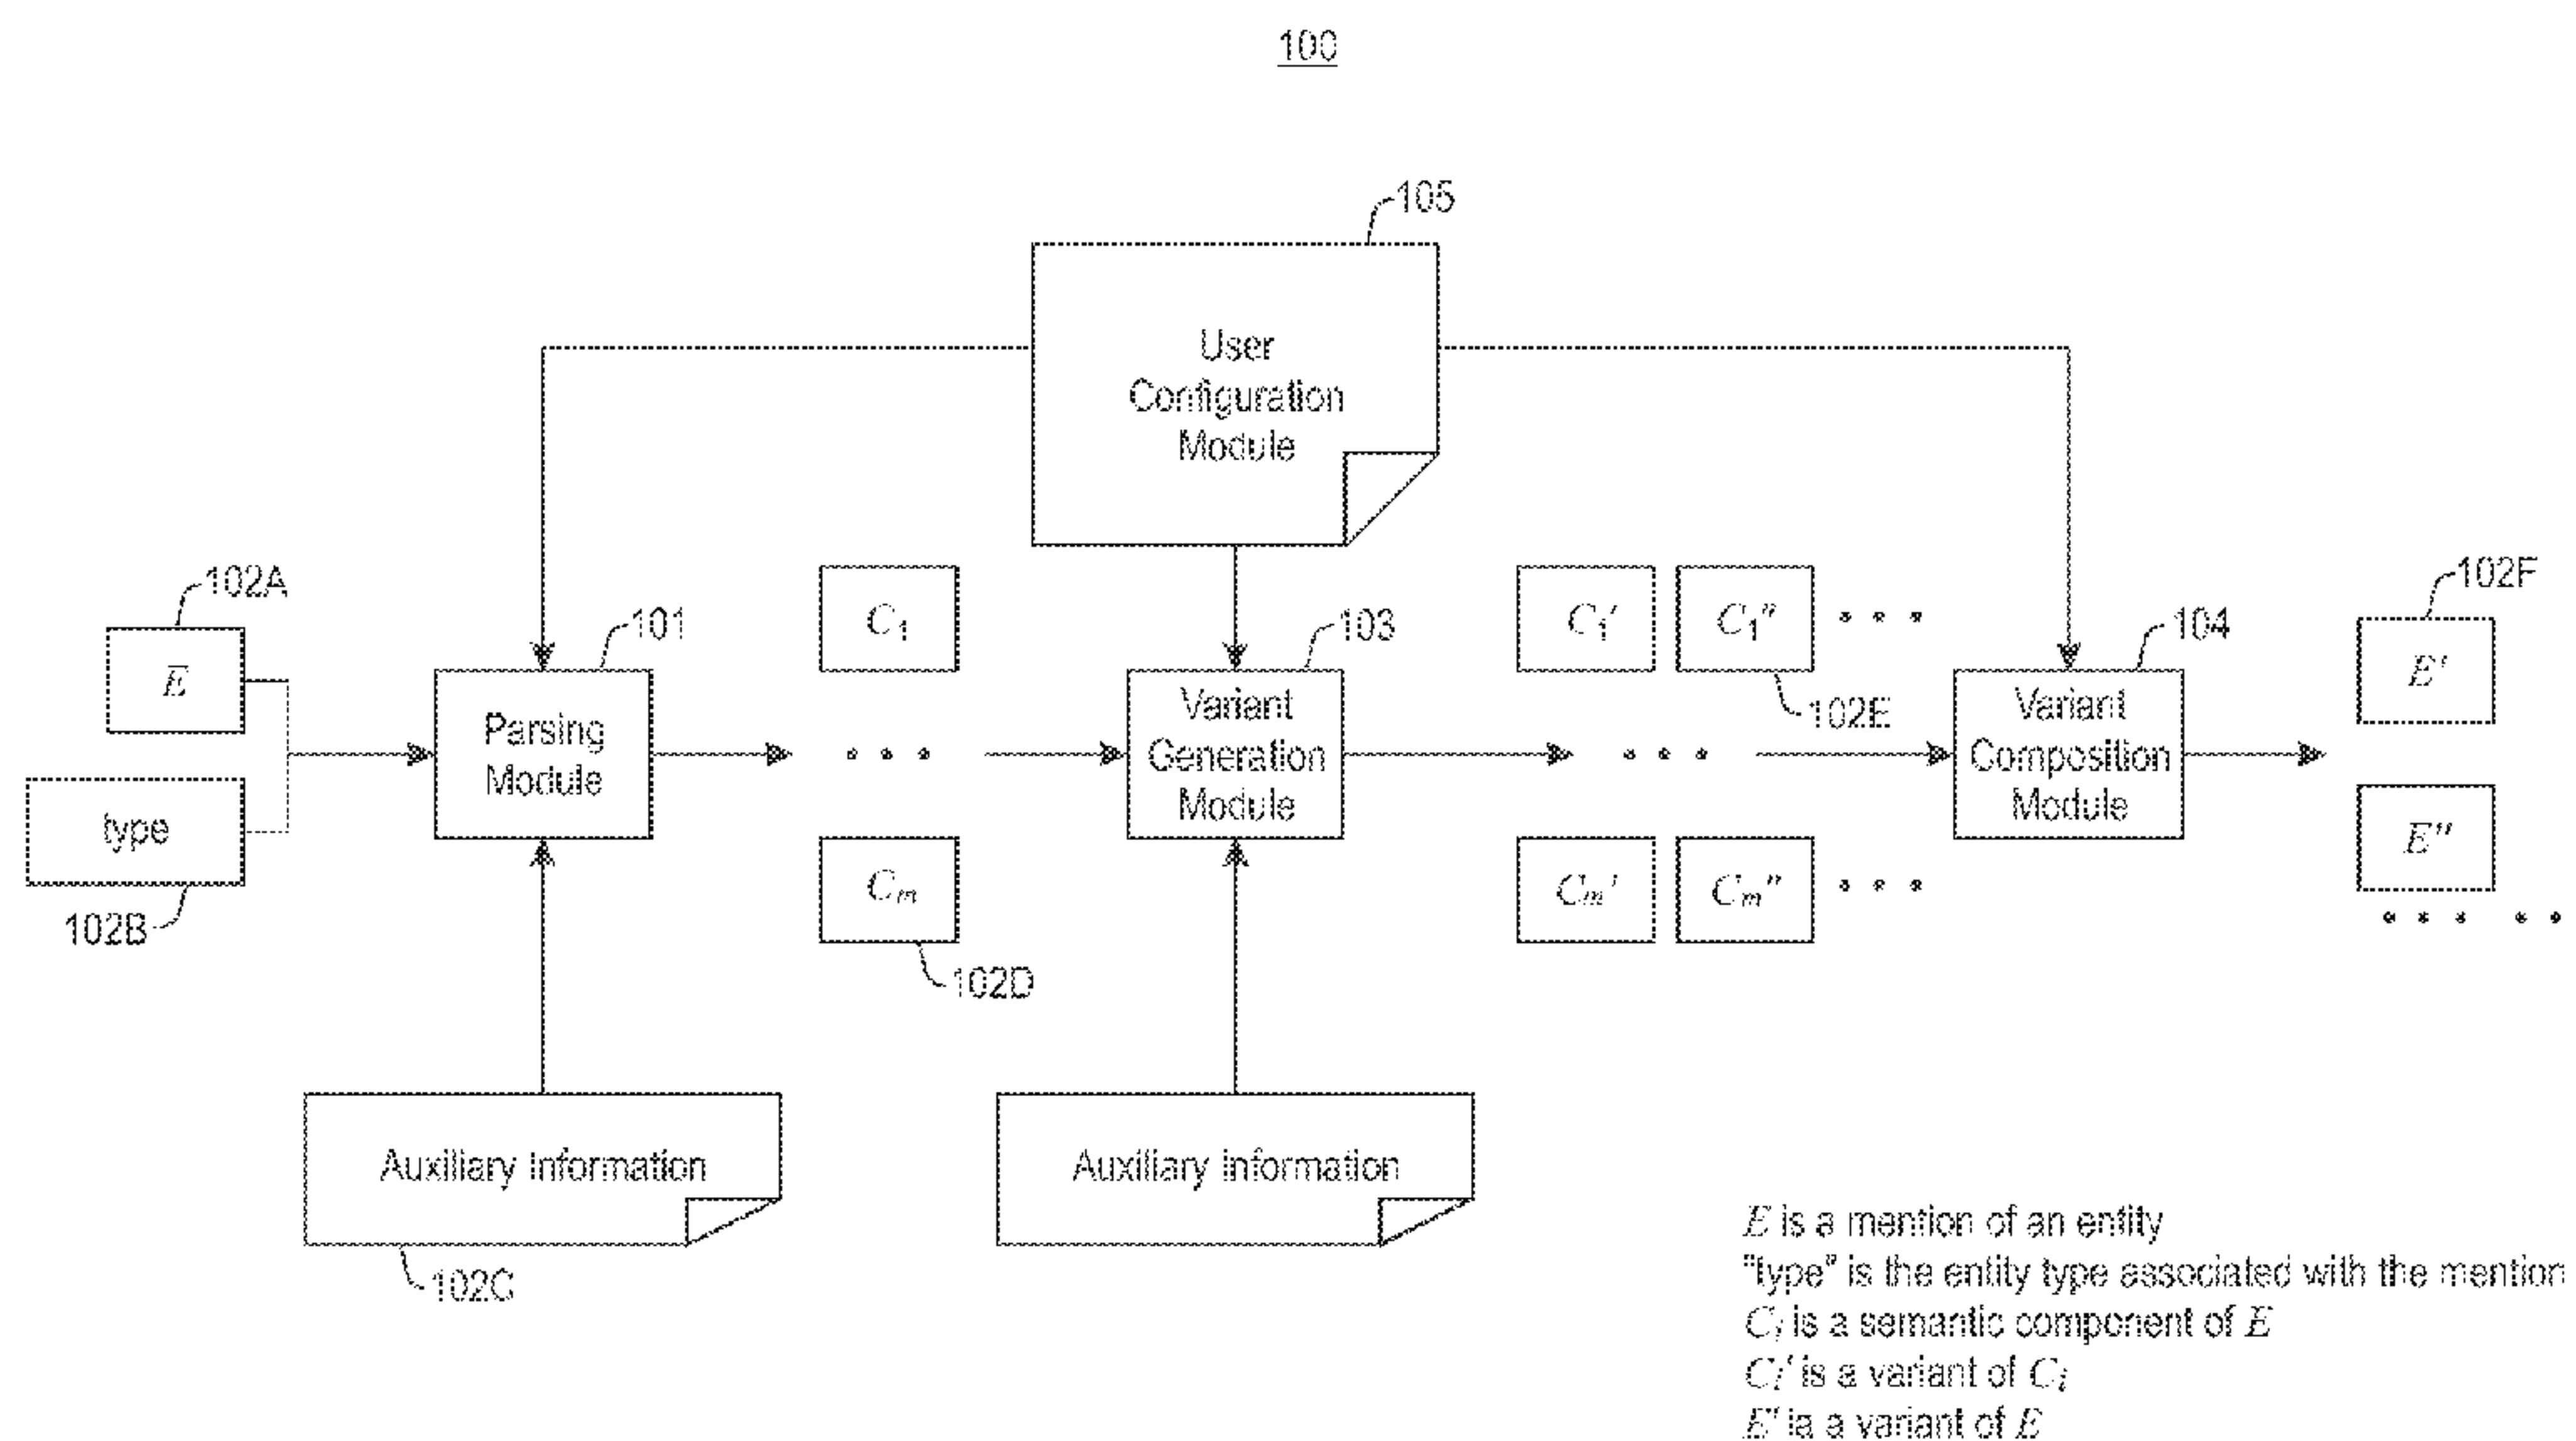 100
105
User
Configuration
Module
102A
E
101
C₁
103
C₁′
C₁″
• • •
104
102F
E′
Parsing
Module
• • •
Variant
Generation
Module
• • •
102E
Variant
Composition
Module
type
102B
Cₘ
102D
Cₘ′
Cₘ″
• • •
E″
• • • • •
Auxiliary Information
102C
Auxiliary Information
E is a mention of an entity
"type" is the entity type associated with the mention
Cᵢ is a semantic component of E
Cᵢ′ is a variant of Cᵢ
E′ is a variant of E